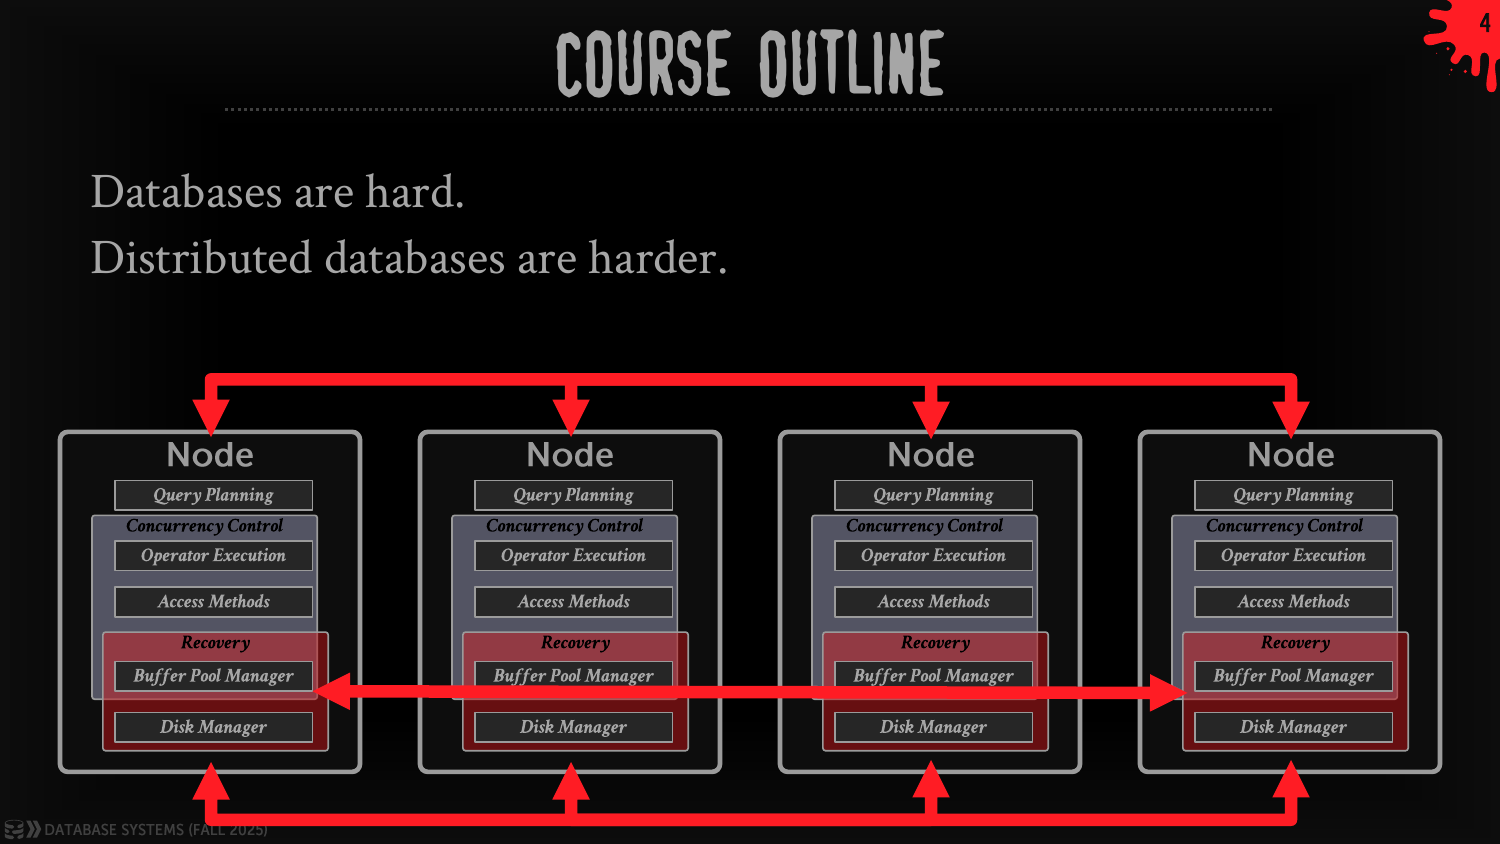 4
COURSE OUTLINE
Databases are hard.
Distributed databases are harder.
Node
Query Planning
Concurrency Control
Operator Execution
Access Methods
Recovery
Buffer Pool Manager
Disk Manager
Node
Query Planning
Concurrency Control
Operator Execution
Access Methods
Recovery
Buffer Pool Manager
Disk Manager
Node
Query Planning
Concurrency Control
Operator Execution
Access Methods
Recovery
Buffer Pool Manager
Disk Manager
Node
Query Planning
Concurrency Control
Operator Execution
Access Methods
Recovery
Buffer Pool Manager
Disk Manager
DATABASE SYSTEMS (FALL 2025)